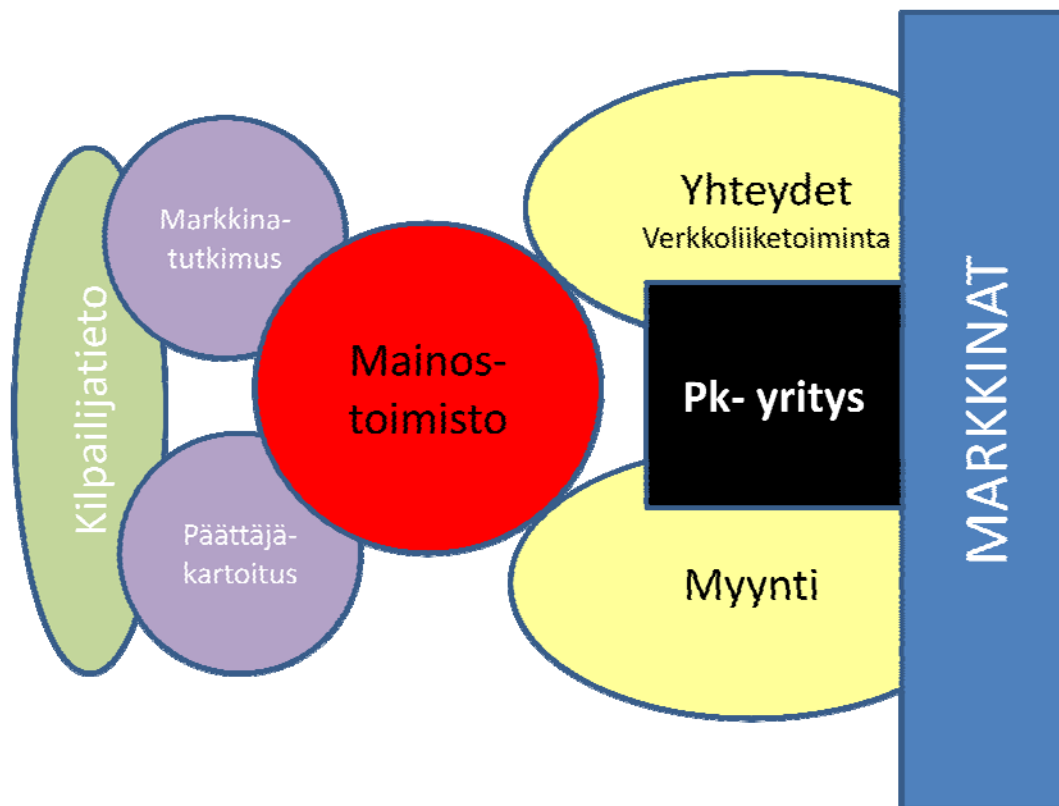 Kilpailijatieto
Markkina-
tutkimus
Päättäjä-
kartoitus
Mainos-
toimisto
Yhteydet
Verkkoliiketoiminta
Pk- yritys
Myynti
MARKKINAT